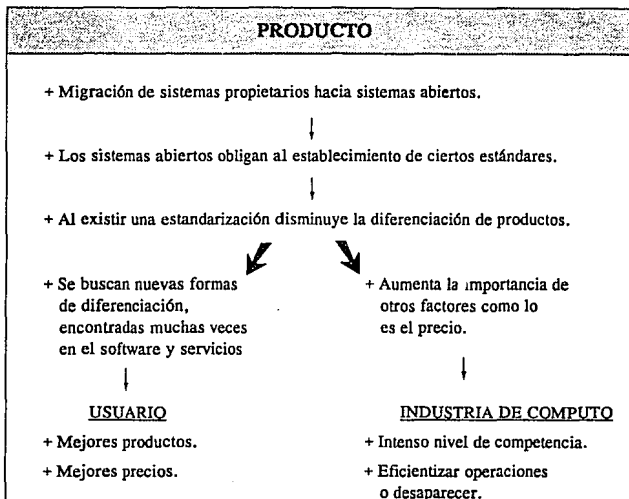 PRODUCTO
+ Migración de sistemas propietarios hacia sistemas abiertos.
+ Los sistemas abiertos obligan al establecimiento de ciertos estándares.
+ Al existir una estandarización disminuye la diferenciación de productos.
+ Se buscan nuevas formas
de diferenciación,
encontradas muchas veces
en el software y servicios
+ Aumenta la importancia de
otros factores como lo
es el precio.
USUARIO
+ Mejores productos.
+ Mejores precios.
INDUSTRIA DE COMPUTO
+ Intenso nivel de competencia.
+ Eficientizar operaciones
o desaparecer.